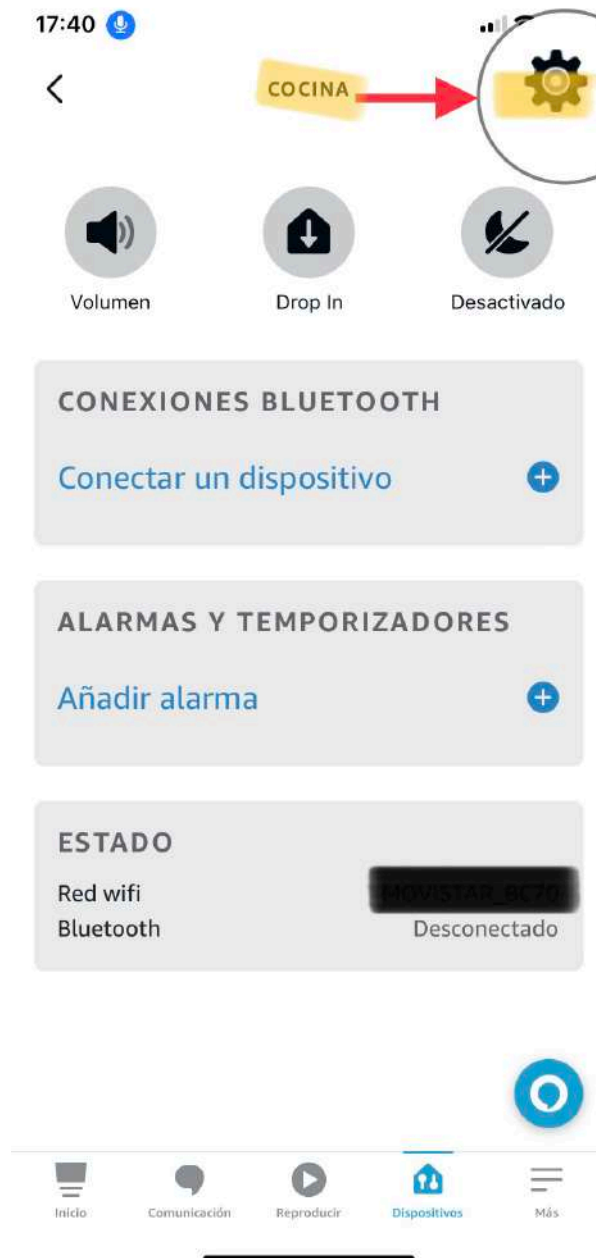 17:40
COCINA
Volumen
Drop In
Desactivado
CONEXIONES BLUETOOTH
Conectar un dispositivo
ALARMAS Y TEMPORIZADORES
Añadir alarma
ESTADO
Red wifi
Bluetooth Desconectado
Inicio
Comunicación
Reproducir
Dispositivos
Más